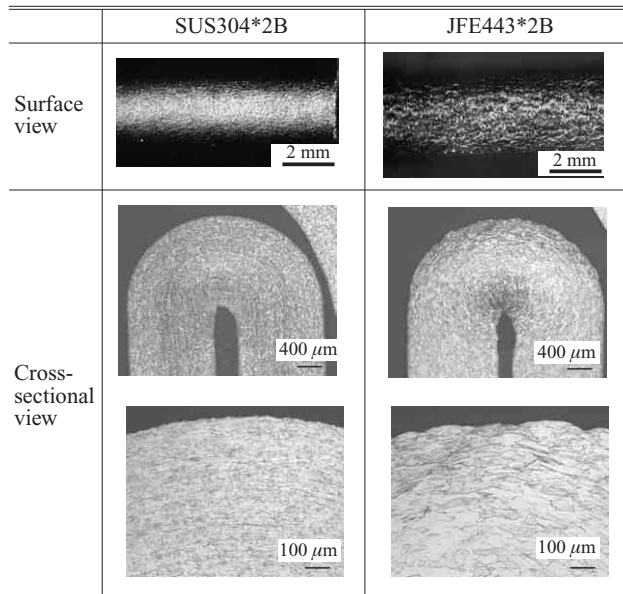 SUS304*2B
JFE443*2B
Surface
view
2 mm
2 mm
400 μm
400 μm
Cross-
sectional
view
100 μm
100 μm